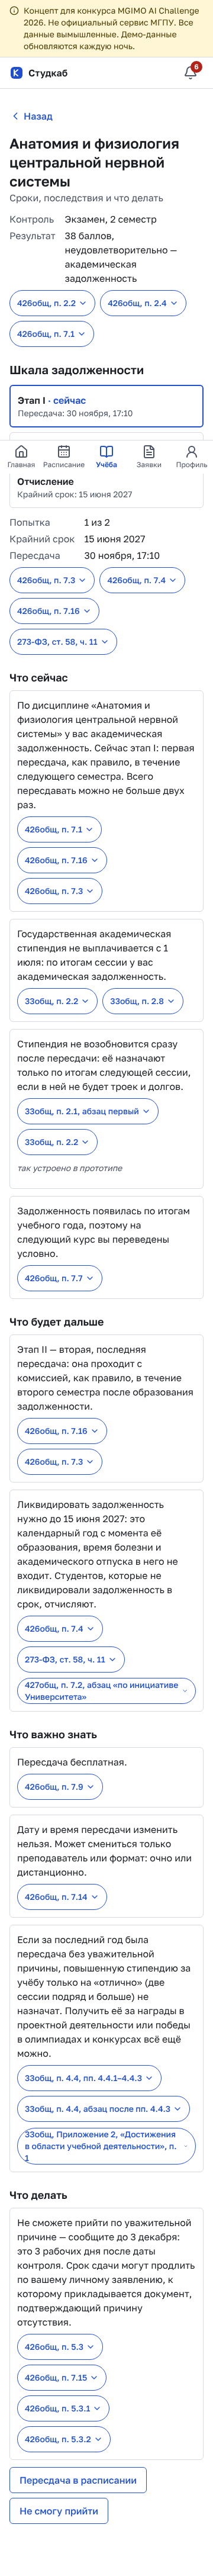 Концепт для конкурса MGIMO AI Challenge
2026. Не официальный сервис МГПУ. Все
данные вымышленные. Демо-данные
обновляются каждую ночь.
Студкаб
6
Назад
Анатомия и физиология
центральной нервной
системы
Сроки, последствия и что делать
Контроль Экзамен, 2 семестр
Результат 38 баллов,
неудовлетворительно —
академическая
задолженность
426общ, п. 2.2
426общ, п. 2.4
426общ, п. 7.1
Шкала задолженности
Этап I · сейчас
Пересдача: 30 ноября, 17:10
Главная
Расписание
Учёба
Заявки
Профиль
Отчисление
Крайний срок: 15 июня 2027
Попытка 1 из 2
Крайний срок 15 июня 2027
Пересдача 30 ноября, 17:10
426общ, п. 7.3
426общ, п. 7.4
426общ, п. 7.16
273-ФЗ, ст. 58, ч. 11
Что сейчас
По дисциплине «Анатомия и
физиология центральной нервной
системы» у вас академическая
задолженность. Сейчас этап I: первая
пересдача, как правило, в течение
следующего семестра. Всего
пересдавать можно не больше двух
раз.
426общ, п. 7.1
426общ, п. 7.16
426общ, п. 7.3
Государственная академическая
стипендия не выплачивается с 1
июля: по итогам сессии у вас
академическая задолженность.
33общ, п. 2.2
33общ, п. 2.8
Стипендия не возобновится сразу
после пересдачи: её назначают
только по итогам следующей сессии,
если в ней не будет троек и долгов.
33общ, п. 2.1, абзац первый
33общ, п. 2.2
так устроено в прототипе
Задолженность появилась по итогам
учебного года, поэтому на
следующий курс вы переведены
условно.
426общ, п. 7.7
Что будет дальше
Этап II — вторая, последняя
пересдача: она проходит с
комиссией, как правило, в течение
второго семестра после образования
задолженности.
426общ, п. 7.16
426общ, п. 7.3
Ликвидировать задолженность
нужно до 15 июня 2027: это
календарный год с момента её
образования, время болезни и
академического отпуска в него не
входит. Студентов, которые не
ликвидировали задолженность в
срок, отчисляют.
426общ, п. 7.4
273-ФЗ, ст. 58, ч. 11
427общ, п. 7.2, абзац «по инициативе
Университета»
Что важно знать
Пересдача бесплатная.
426общ, п. 7.9
Дату и время пересдачи изменить
нельзя. Может смениться только
преподаватель или формат: очно или
дистанционно.
426общ, п. 7.14
Если за последний год была
пересдача без уважительной
причины, повышенную стипендию за
учёбу только на «отлично» (две
сессии подряд и больше) не
назначат. Получить её за награды в
проектной деятельности или победы
в олимпиадах и конкурсах всё ещё
можно.
33общ, п. 4.4, пп. 4.4.1–4.4.3
33общ, п. 4.4, абзац после пп. 4.4.3
33общ, Приложение 2, «Достижения
в области учебной деятельности», п.
1
Что делать
Не сможете прийти по уважительной
причине — сообщите до 3 декабря:
это 3 рабочих дня после даты
контроля. Срок сдачи могут продлить
по вашему личному заявлению, к
которому прикладывается документ,
подтверждающий причину
отсутствия.
426общ, п. 5.3
426общ, п. 7.15
426общ, п. 5.3.1
426общ, п. 5.3.2
Пересдача в расписании
Не смогу прийти